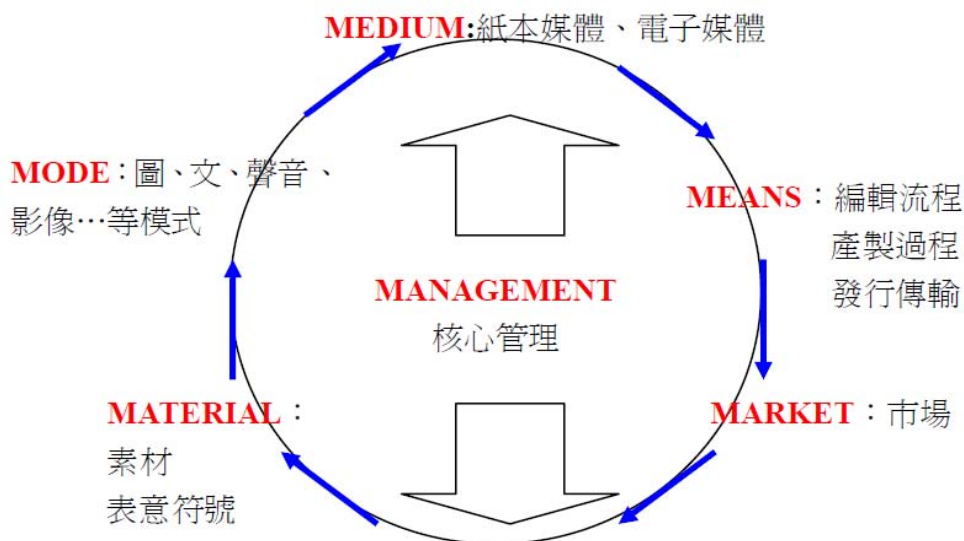 MEDIUM:紙本媒體、電子媒體
MODE：圖、文、聲音、
影像…等模式
MEANS：編輯流程
產製過程
發行傳輸
MANAGEMENT
核心管理
MATERIAL：
素材
表意符號
MARKET：市場